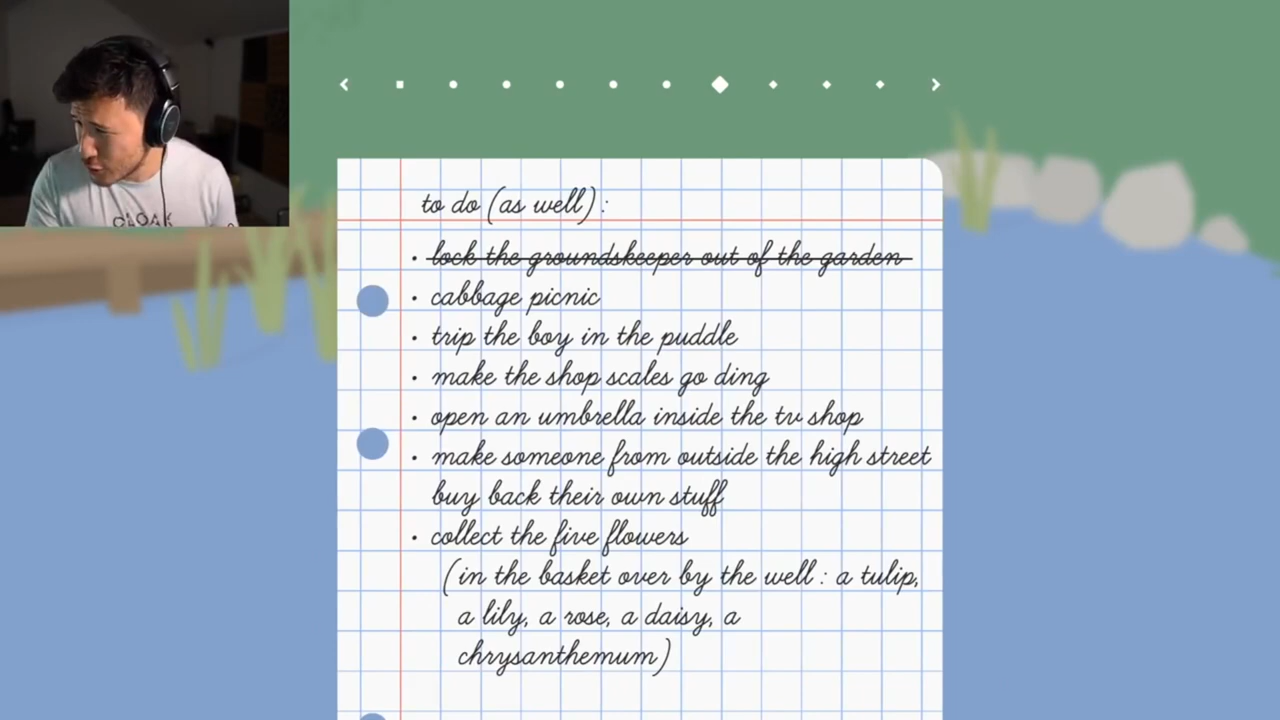 CLOAK
to do (as well) :
• lock the groundskeeper out of the garden
• cabbage picnic
• trip the boy in the puddle
• make the shop scales go ding
• open an umbrella inside the tv shop
• make someone from outside the high street
buy back their own stuff
• collect the five flowers
(in the basket over by the well : a tulip,
a lily, a rose, a daisy, a
chrysanthemum)